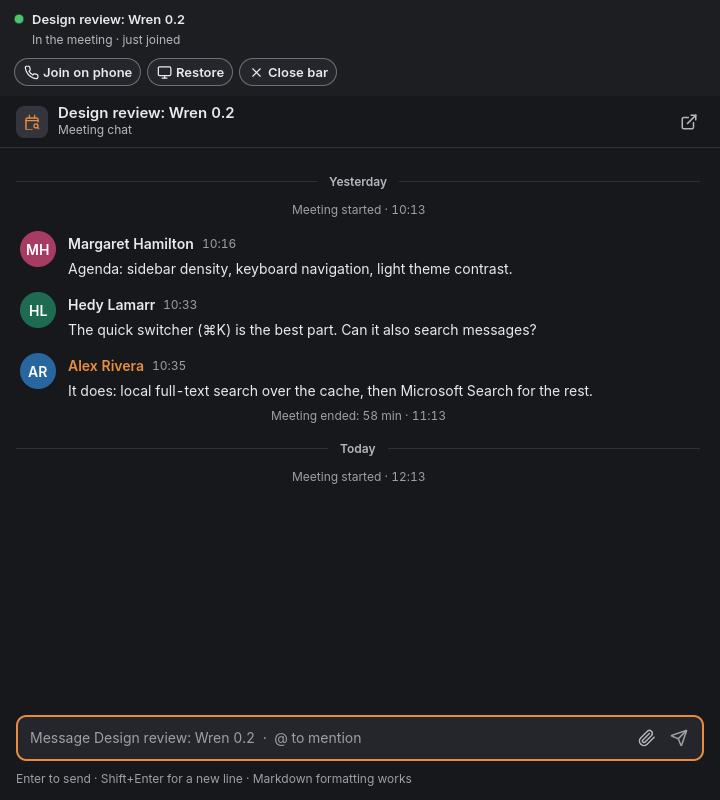 Design review: Wren 0.2
In the meeting · just joined
Join on phone
Restore
Close bar
Design review: Wren 0.2
Meeting chat
Yesterday
Meeting started · 10:13
MH
Margaret Hamilton 10:16
Agenda: sidebar density, keyboard navigation, light theme contrast.
HL
Hedy Lamarr 10:33
The quick switcher (⌘K) is the best part. Can it also search messages?
AR
Alex Rivera 10:35
It does: local full-text search over the cache, then Microsoft Search for the rest.
Meeting ended: 58 min · 11:13
Today
Meeting started · 12:13
Message Design review: Wren 0.2 · @ to mention
Enter to send · Shift+Enter for a new line · Markdown formatting works